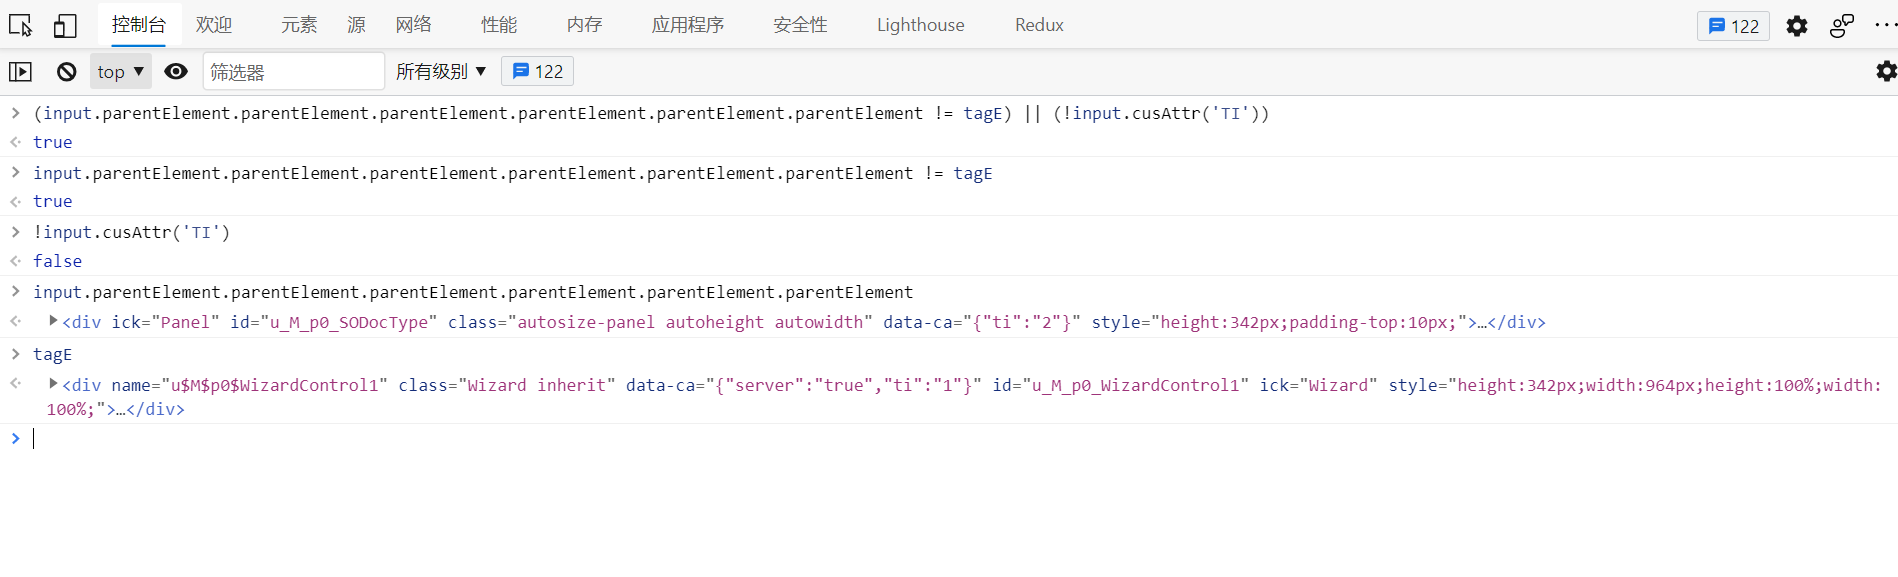 控制台 欢迎 元素 源 网络 性能 内存 应用程序 安全性 Lighthouse Redux 122
top 筛选器 所有级别 122
(input.parentElement.parentElement.parentElement.parentElement.parentElement.parentElement != tagE) || (!input.cusAttr('TI'))
true
input.parentElement.parentElement.parentElement.parentElement.parentElement.parentElement != tagE
true
!input.cusAttr('TI')
false
input.parentElement.parentElement.parentElement.parentElement.parentElement.parentElement
<div ick="Panel" id="u_M_p0_SODocType" class="autosize-panel autoheight autowidth" data-ca="{"ti":"2"}" style="height:342px;padding-top:10px;">…</div>
tagE
<div name="u$M$p0$WizardControl1" class="Wizard inherit" data-ca="{"server":"true","ti":"1"}" id="u_M_p0_WizardControl1" ick="Wizard" style="height:342px;width:964px;height:100%;width:
100%;">…</div>